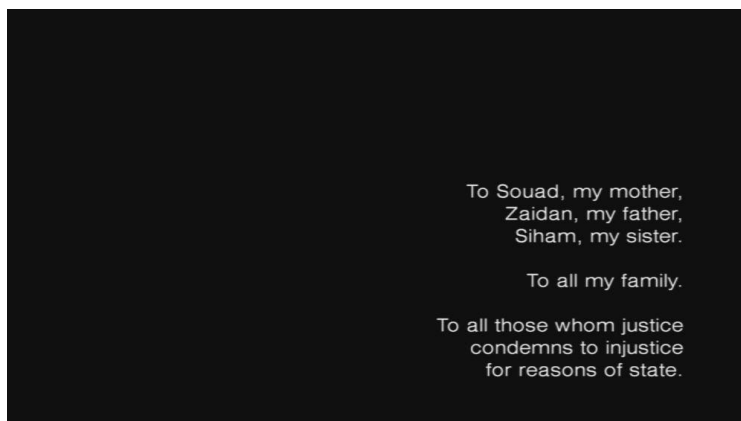 To Souad, my mother,
Zaidan, my father,
Siham, my sister.
To all my family.
To all those whom justice
condemns to injustice
for reasons of state.